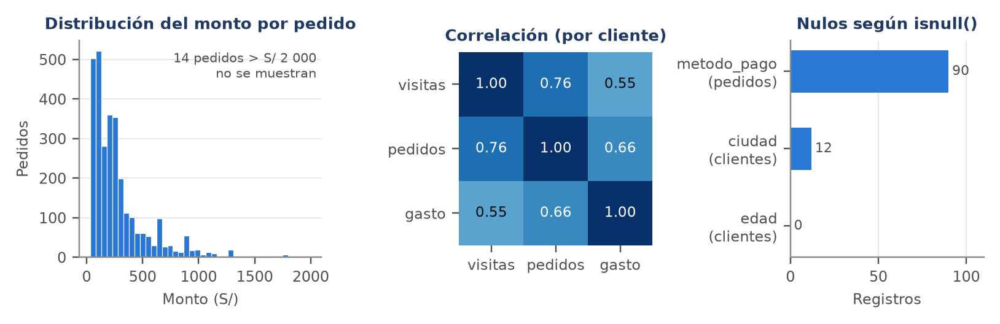 Distribución del monto por pedido
14 pedidos > S/ 2 000
no se muestran
Pedidos
500
400
300
200
100
0
0 500 1000 1500 2000
Monto (S/)
Correlación (por cliente)
visitas 1.00 0.76 0.55
pedidos 0.76 1.00 0.66
gasto 0.55 0.66 1.00
visitas pedidos gasto
Nulos según isnull()
metodo_pago
(pedidos)
90
ciudad
(clientes)
12
edad
(clientes)
0
0 50 100
Registros